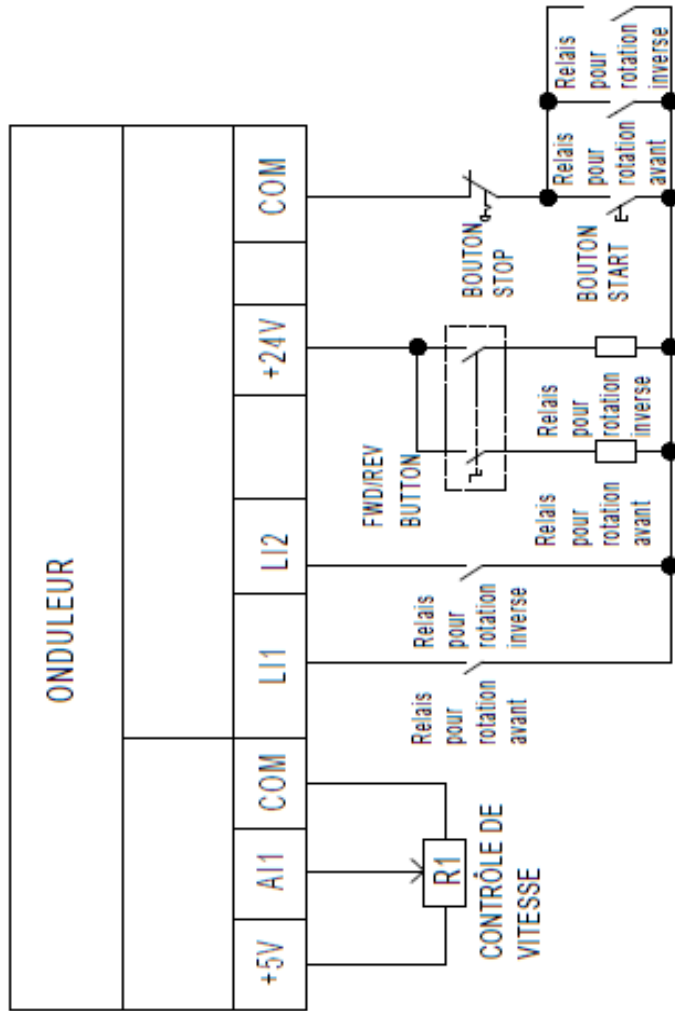 ONDULEUR
+5V
AI1
COM
LI1
LI2
+24V
COM
R1
CONTRÔLE DE
VITESSE
Relais
pour
rotation
avant
Relais
pour
rotation
inverse
FWD/REV
BUTTON
Relais
pour
rotation
avant
Relais
pour
rotation
inverse
BOUTON
STOP
BOUTON
START
Relais
pour
rotation
avant
Relais
pour
rotation
inverse